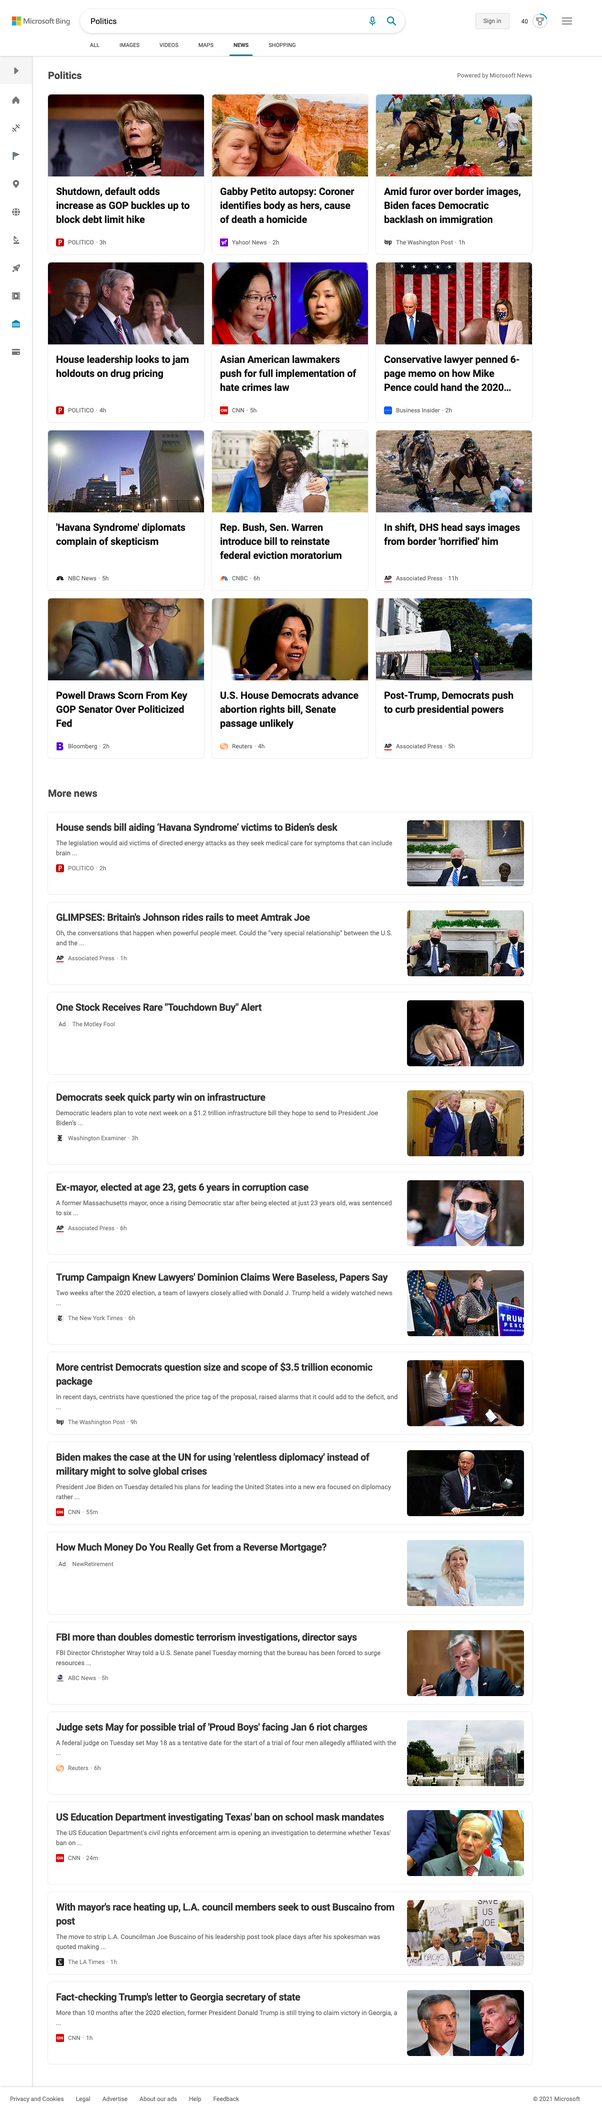 Microsoft Bing
Politics
Sign in
40
ALL
IMAGES
VIDEOS
MAPS
NEWS
SHOPPING
Politics
Powered by Microsoft News
Shutdown, default odds
increase as GOP buckles up to
block debt limit hike
POLITICO · 3h
Gabby Petito autopsy: Coroner
identifies body as hers, cause
of death a homicide
Yahoo! News · 2h
Amid furor over border images,
Biden faces Democratic
backlash on immigration
wp
The Washington Post · 1h
House leadership looks to jam
holdouts on drug pricing
POLITICO · 4h
Asian American lawmakers
push for full implementation of
hate crimes law
CNN · 5h
Conservative lawyer penned 6-
page memo on how Mike
Pence could hand the 2020...
Business Insider · 2h
'Havana Syndrome' diplomats
complain of skepticism
NBC News · 5h
Rep. Bush, Sen. Warren
introduce bill to reinstate
federal eviction moratorium
CNBC · 6h
In shift, DHS head says images
from border 'horrified' him
AP
Associated Press · 11h
Powell Draws Scorn From Key
GOP Senator Over Politicized
Fed
B
Bloomberg · 2h
U.S. House Democrats advance
abortion rights bill, Senate
passage unlikely
Reuters · 4h
Post-Trump, Democrats push
to curb presidential powers
AP
Associated Press · 5h
More news
House sends bill aiding ‘Havana Syndrome’ victims to Biden’s desk
The legislation would aid victims of directed energy attacks as they seek medical care for symptoms that can include
brain ...
POLITICO · 2h
GLIMPSES: Britain's Johnson rides rails to meet Amtrak Joe
Oh, the conversations that happen when powerful people meet. Could the “very special relationship” between the U.S.
and the ...
AP
Associated Press · 1h
One Stock Receives Rare "Touchdown Buy" Alert
Ad
The Motley Fool
Democrats seek quick party win on infrastructure
Democratic leaders plan to vote next week on a $1.2 trillion infrastructure bill they hope to send to President Joe
Biden's ...
Washington Examiner · 3h
Ex-mayor, elected at age 23, gets 6 years in corruption case
A former Massachusetts mayor, once a rising Democratic star after being elected at just 23 years old, was sentenced
to six ...
AP
Associated Press · 6h
Trump Campaign Knew Lawyers' Dominion Claims Were Baseless, Papers Say
Two weeks after the 2020 election, a team of lawyers closely allied with Donald J. Trump held a widely watched news
...
The New York Times · 6h
TRUMP
PENCE
More centrist Democrats question size and scope of $3.5 trillion economic
package
In recent days, centrists have questioned the price tag of the proposal, raised alarms that it could add to the deficit, and
...
wp
The Washington Post · 9h
Biden makes the case at the UN for using 'relentless diplomacy' instead of
military might to solve global crises
President Joe Biden on Tuesday detailed his plans for leading the United States into a new era focused on diplomacy
rather ...
CNN · 55m
How Much Money Do You Really Get from a Reverse Mortgage?
Ad
NewRetirement
FBI more than doubles domestic terrorism investigations, director says
FBI Director Christopher Wray told a U.S. Senate panel Tuesday morning that the bureau has been forced to surge
resources ...
ABC News · 5h
Judge sets May for possible trial of 'Proud Boys' facing Jan 6 riot charges
A federal judge on Tuesday set May 18 as a tentative date for the start of a trial of four men allegedly affiliated with the
...
Reuters · 6h
US Education Department investigating Texas' ban on school mask mandates
The US Education Department's civil rights enforcement arm is opening an investigation to determine whether Texas'
ban on ...
CNN · 24m
With mayor's race heating up, L.A. council members seek to oust Buscaino from
post
The move to strip L.A. Councilman Joe Buscaino of his leadership post took place days after his spokesman was
quoted making ...
The LA Times · 1h
SAVE
US
JOE
Fact-checking Trump's letter to Georgia secretary of state
More than 10 months after the 2020 election, former President Donald Trump is still trying to claim victory in Georgia, a
...
CNN · 1h
Privacy and Cookies
Legal
Advertise
About our ads
Help
Feedback
© 2021 Microsoft